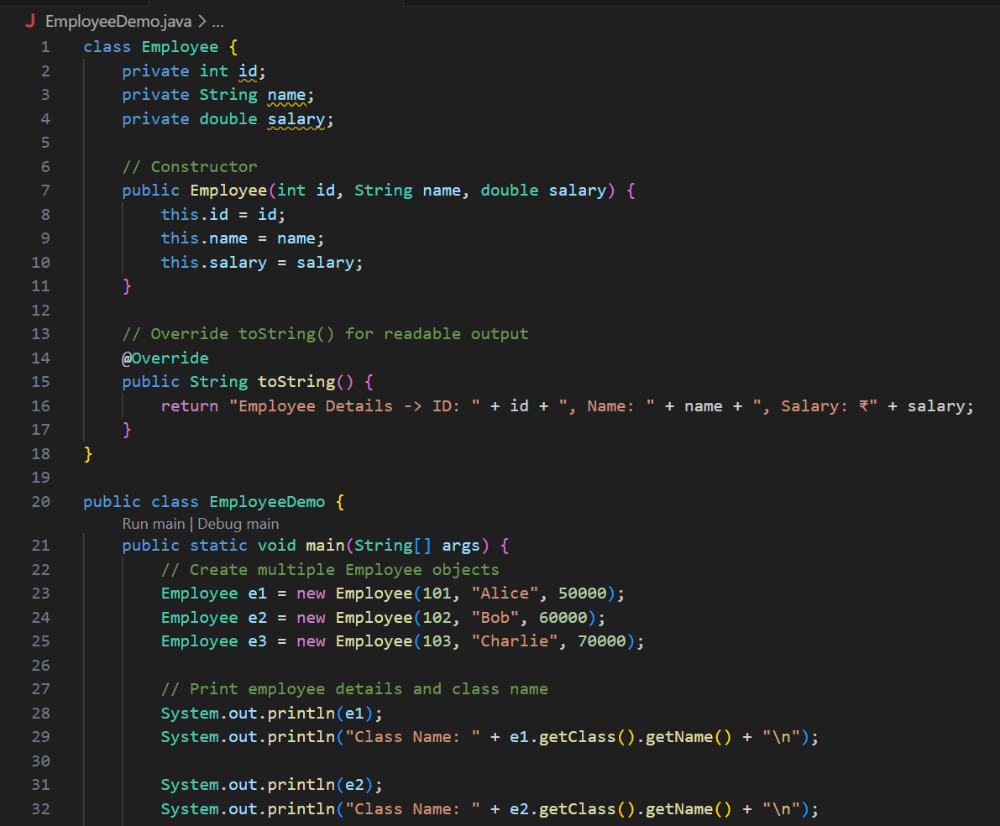 J EmployeeDemo.java > ...
1 class Employee {
2     private int id;
3     private String name;
4     private double salary;
5
6     // Constructor
7     public Employee(int id, String name, double salary) {
8         this.id = id;
9         this.name = name;
10         this.salary = salary;
11     }
12
13     // Override toString() for readable output
14     @Override
15     public String toString() {
16         return "Employee Details -> ID: " + id + ", Name: " + name + ", Salary: ₹" + salary;
17     }
18 }
19
20 public class EmployeeDemo {
Run main | Debug main
21     public static void main(String[] args) {
22         // Create multiple Employee objects
23         Employee e1 = new Employee(101, "Alice", 50000);
24         Employee e2 = new Employee(102, "Bob", 60000);
25         Employee e3 = new Employee(103, "Charlie", 70000);
26
27         // Print employee details and class name
28         System.out.println(e1);
29         System.out.println("Class Name: " + e1.getClass().getName() + "\n");
30
31         System.out.println(e2);
32         System.out.println("Class Name: " + e2.getClass().getName() + "\n");